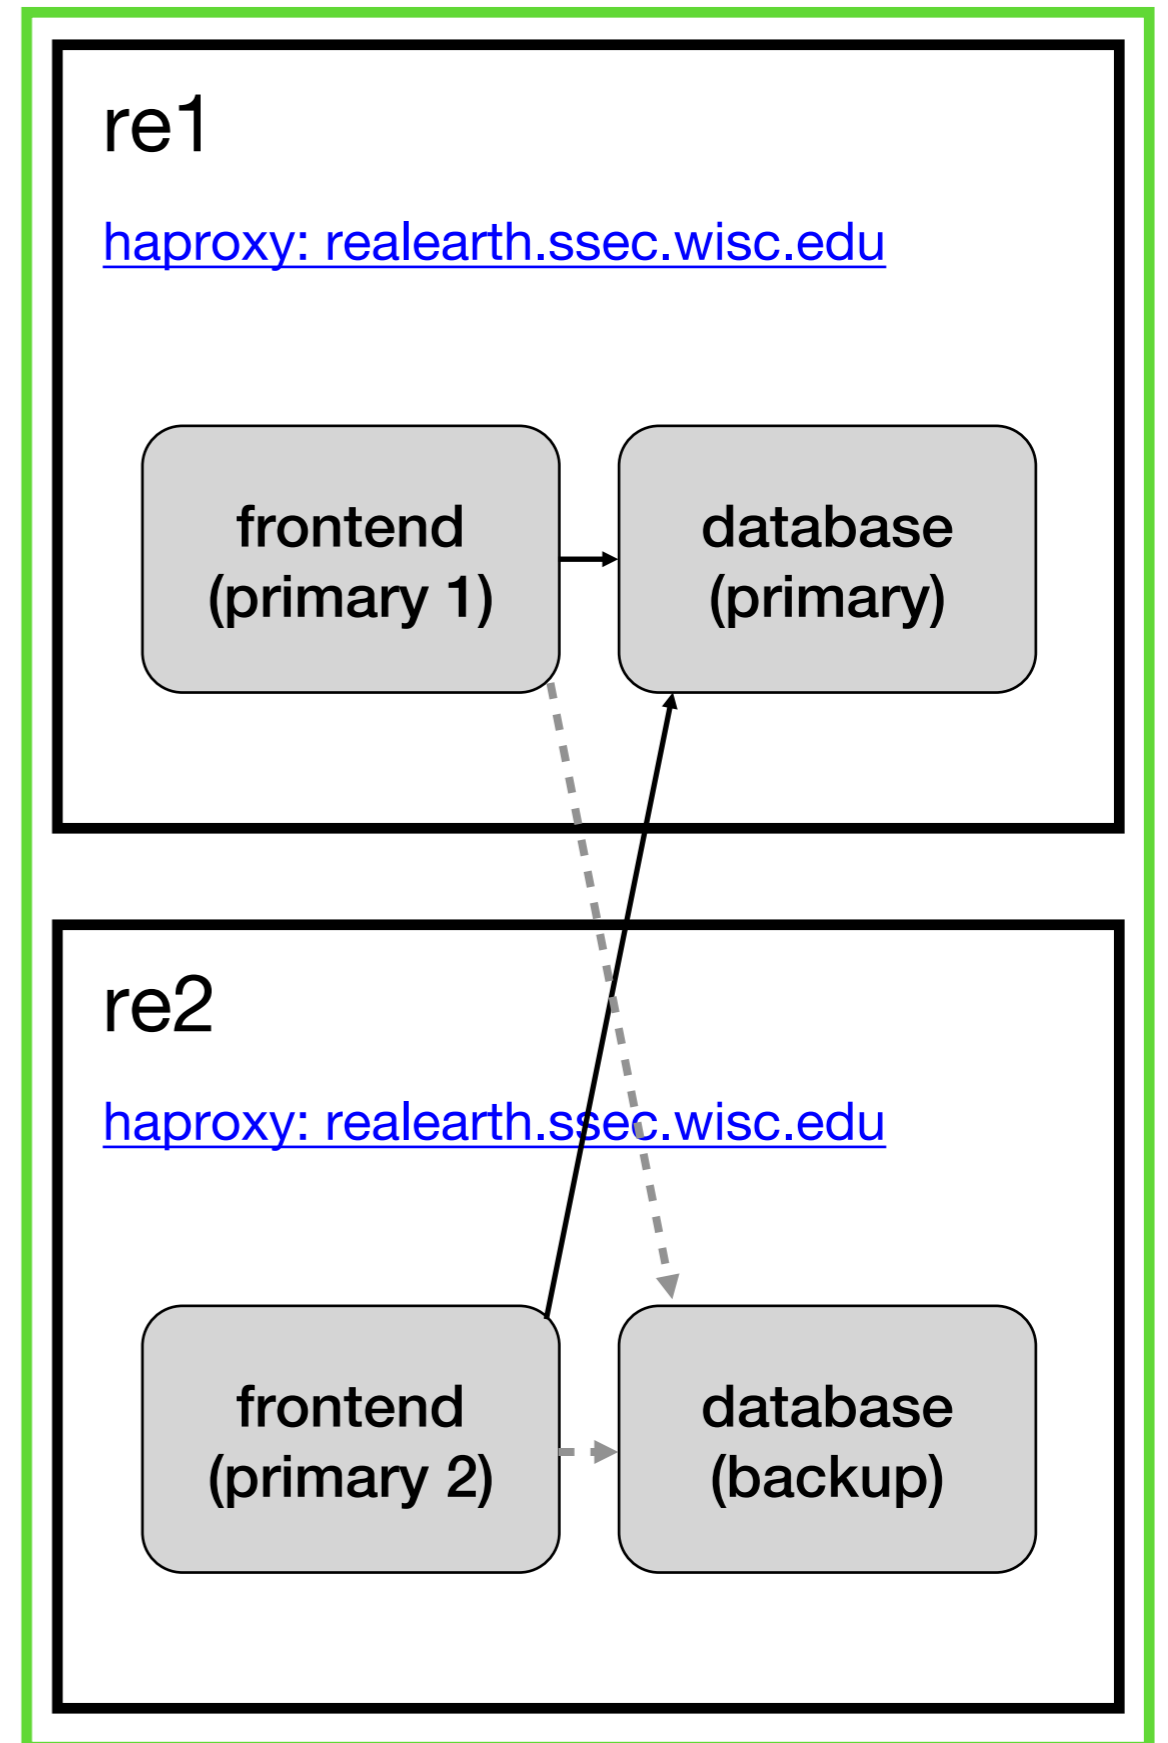 re1
haproxy: realearth.ssec.wisc.edu
frontend
(primary 1)
database
(primary)
re2
haproxy: realearth.ssec.wisc.edu
frontend
(primary 2)
database
(backup)